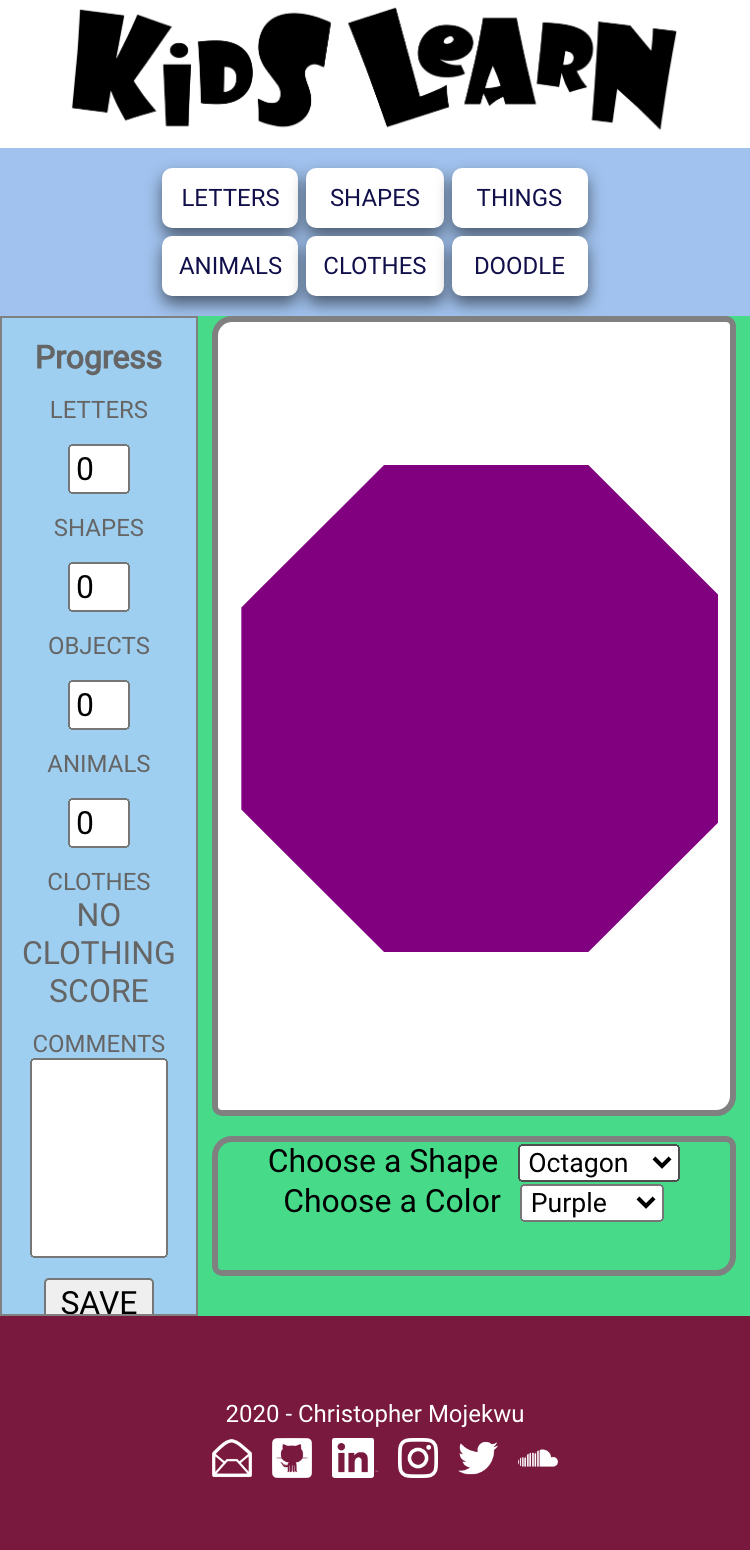 KiDS LeARN
LETTERS
SHAPES
THINGS
ANIMALS
CLOTHES
DOODLE
Progress
LETTERS
0
SHAPES
0
OBJECTS
0
ANIMALS
0
CLOTHES
NO
CLOTHING
SCORE
COMMENTS
SAVE
Choose a Shape Octagon
Choose a Color Purple
2020 - Christopher Mojekwu
in